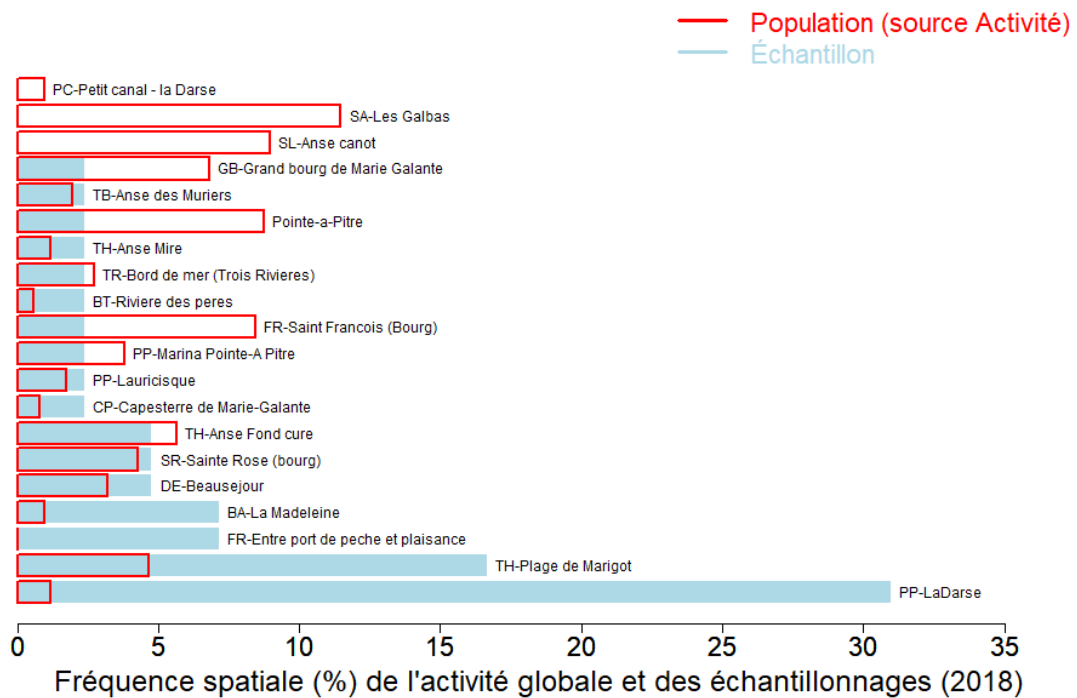 Population (source Activité)
Échantillon
PC-Petit canal - la Darse
SA-Les Galbas
SL-Anse canot
GB-Grand bourg de Marie Galante
TB-Anse des Muriers
Pointe-a-Pitre
TH-Anse Mire
TR-Bord de mer (Trois Rivieres)
BT-Riviere des peres
FR-Saint Francois (Bourg)
PP-Marina Pointe-A Pitre
PP-Lauricisque
CP-Capesterre de Marie-Galante
TH-Anse Fond cure
SR-Sainte Rose (bourg)
DE-Beausejour
BA-La Madeleine
FR-Entre port de peche et plaisance
TH-Plage de Marigot
PP-LaDarse
0 5 10 15 20 25 30 35
Fréquence spatiale (%) de l'activité globale et des échantillonnages (2018)